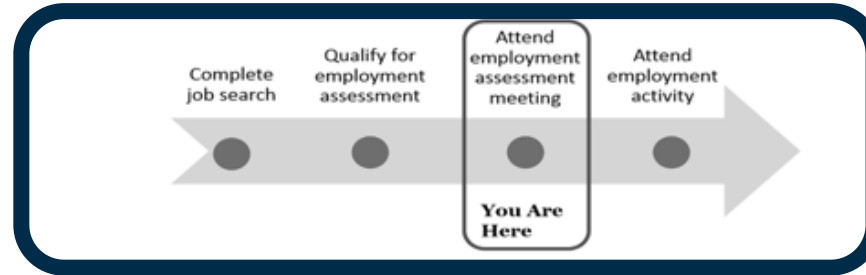 Complete
job search
Qualify for
employment
assessment
Attend
employment
assessment
meeting
Attend
employment
activity
You Are
Here